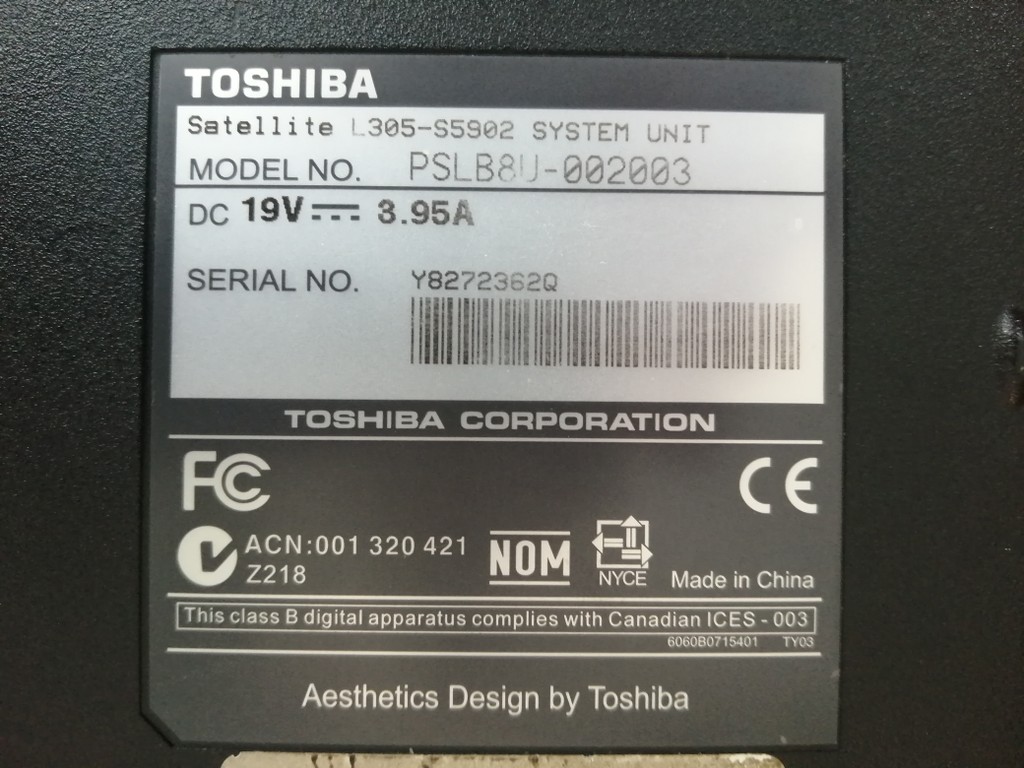 TOSHIBA
Satellite L305-S5902 SYSTEM UNIT
MODEL NO. PSLB8U-002003
DC 19V 3.95A
SERIAL NO. Y8272362Q
TOSHIBA CORPORATION
FC CE
ACN:001 320 421
Z218
NOM
NYCE
Made in China
This class B digital apparatus complies with Canadian ICES - 003
6060B0715401 TY03
Aesthetics Design by Toshiba